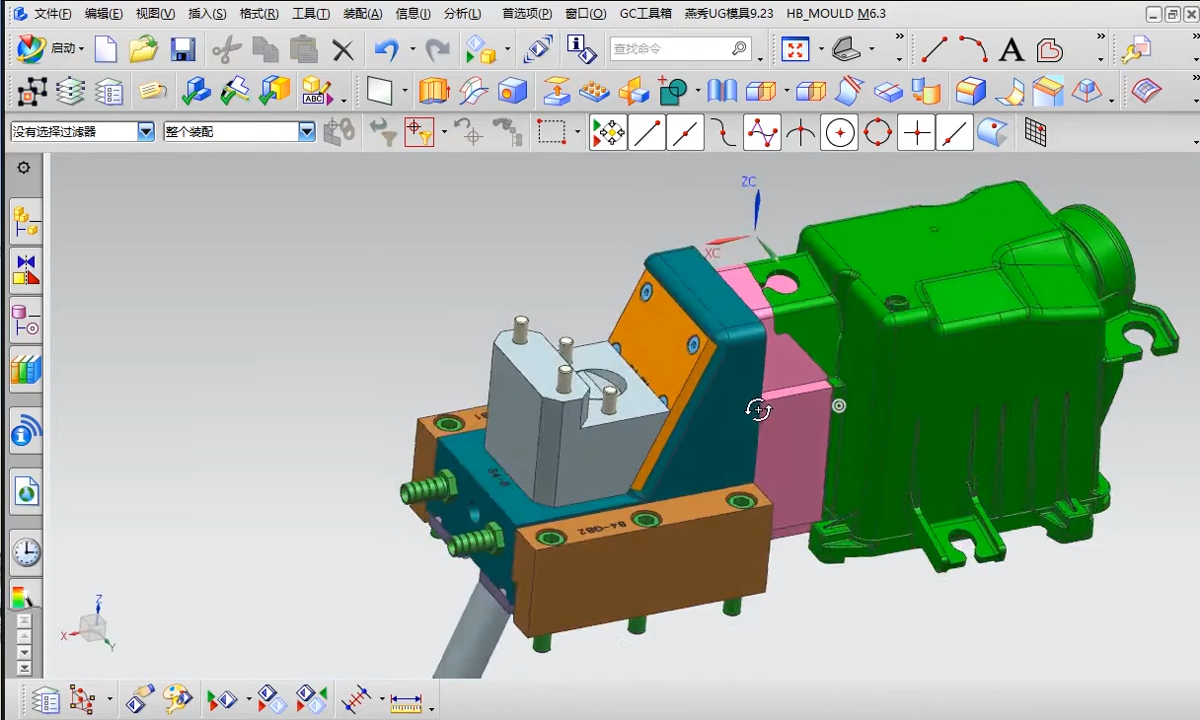 文件(F) 编辑(E) 视图(V) 插入(S) 格式(R) 工具(T) 装配(A) 信息(I) 分析(L) 首选项(P) 窗口(O) GC工具箱 燕秀UG模具9.23 HB_MOULD M6.3
启动 查找命令
ABC
没有选择过滤器 整个装配
ZC
XC
S4-GB2
Z
X
Y